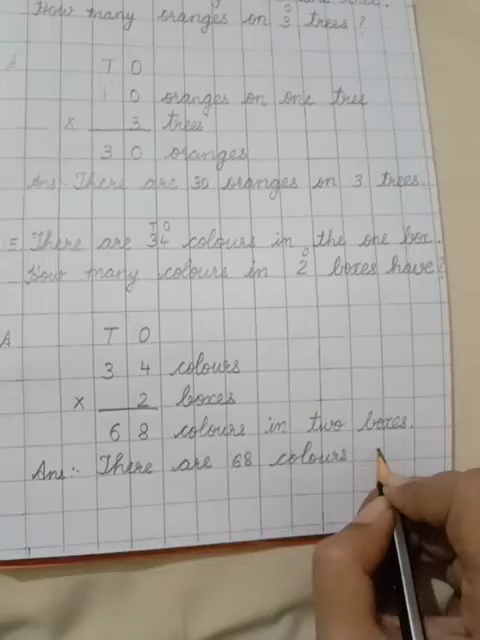 How many oranges on 3 trees?
O
A
T O
1 0 oranges on one tree
x 3 trees
3 0 oranges
Ans:- There are 30 oranges on 3 trees.
T O
= There are 34 colours in the one box.
O
How many colours in 2 boxes have?
A
T O
3 4 colours
x 2 boxes
6 8 colours in two boxes.
Ans:- There are 68 colours